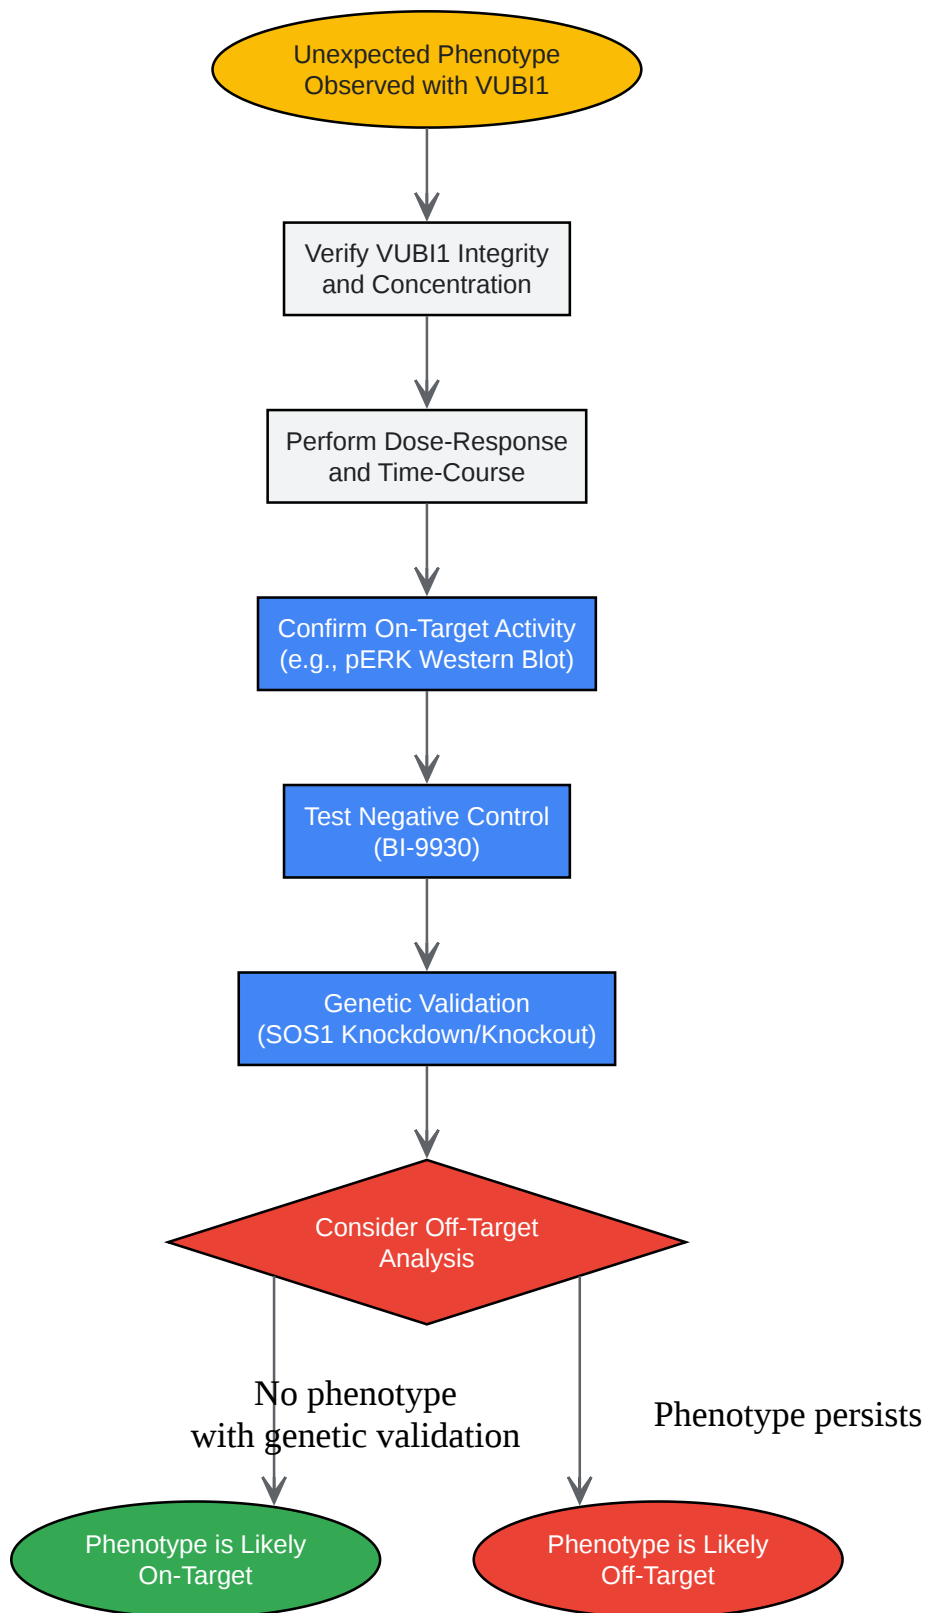 Unexpected Phenotype
Observed with VUBI1
Verify VUBI1 Integrity
and Concentration
Perform Dose-Response
and Time-Course
Confirm On-Target Activity
(e.g., pERK Western Blot)
Test Negative Control
(BI-9930)
Genetic Validation
(SOS1 Knockdown/Knockout)
Consider Off-Target
Analysis
No phenotype
with genetic validation
Phenotype persists
Phenotype is Likely
On-Target
Phenotype is Likely
Off-Target